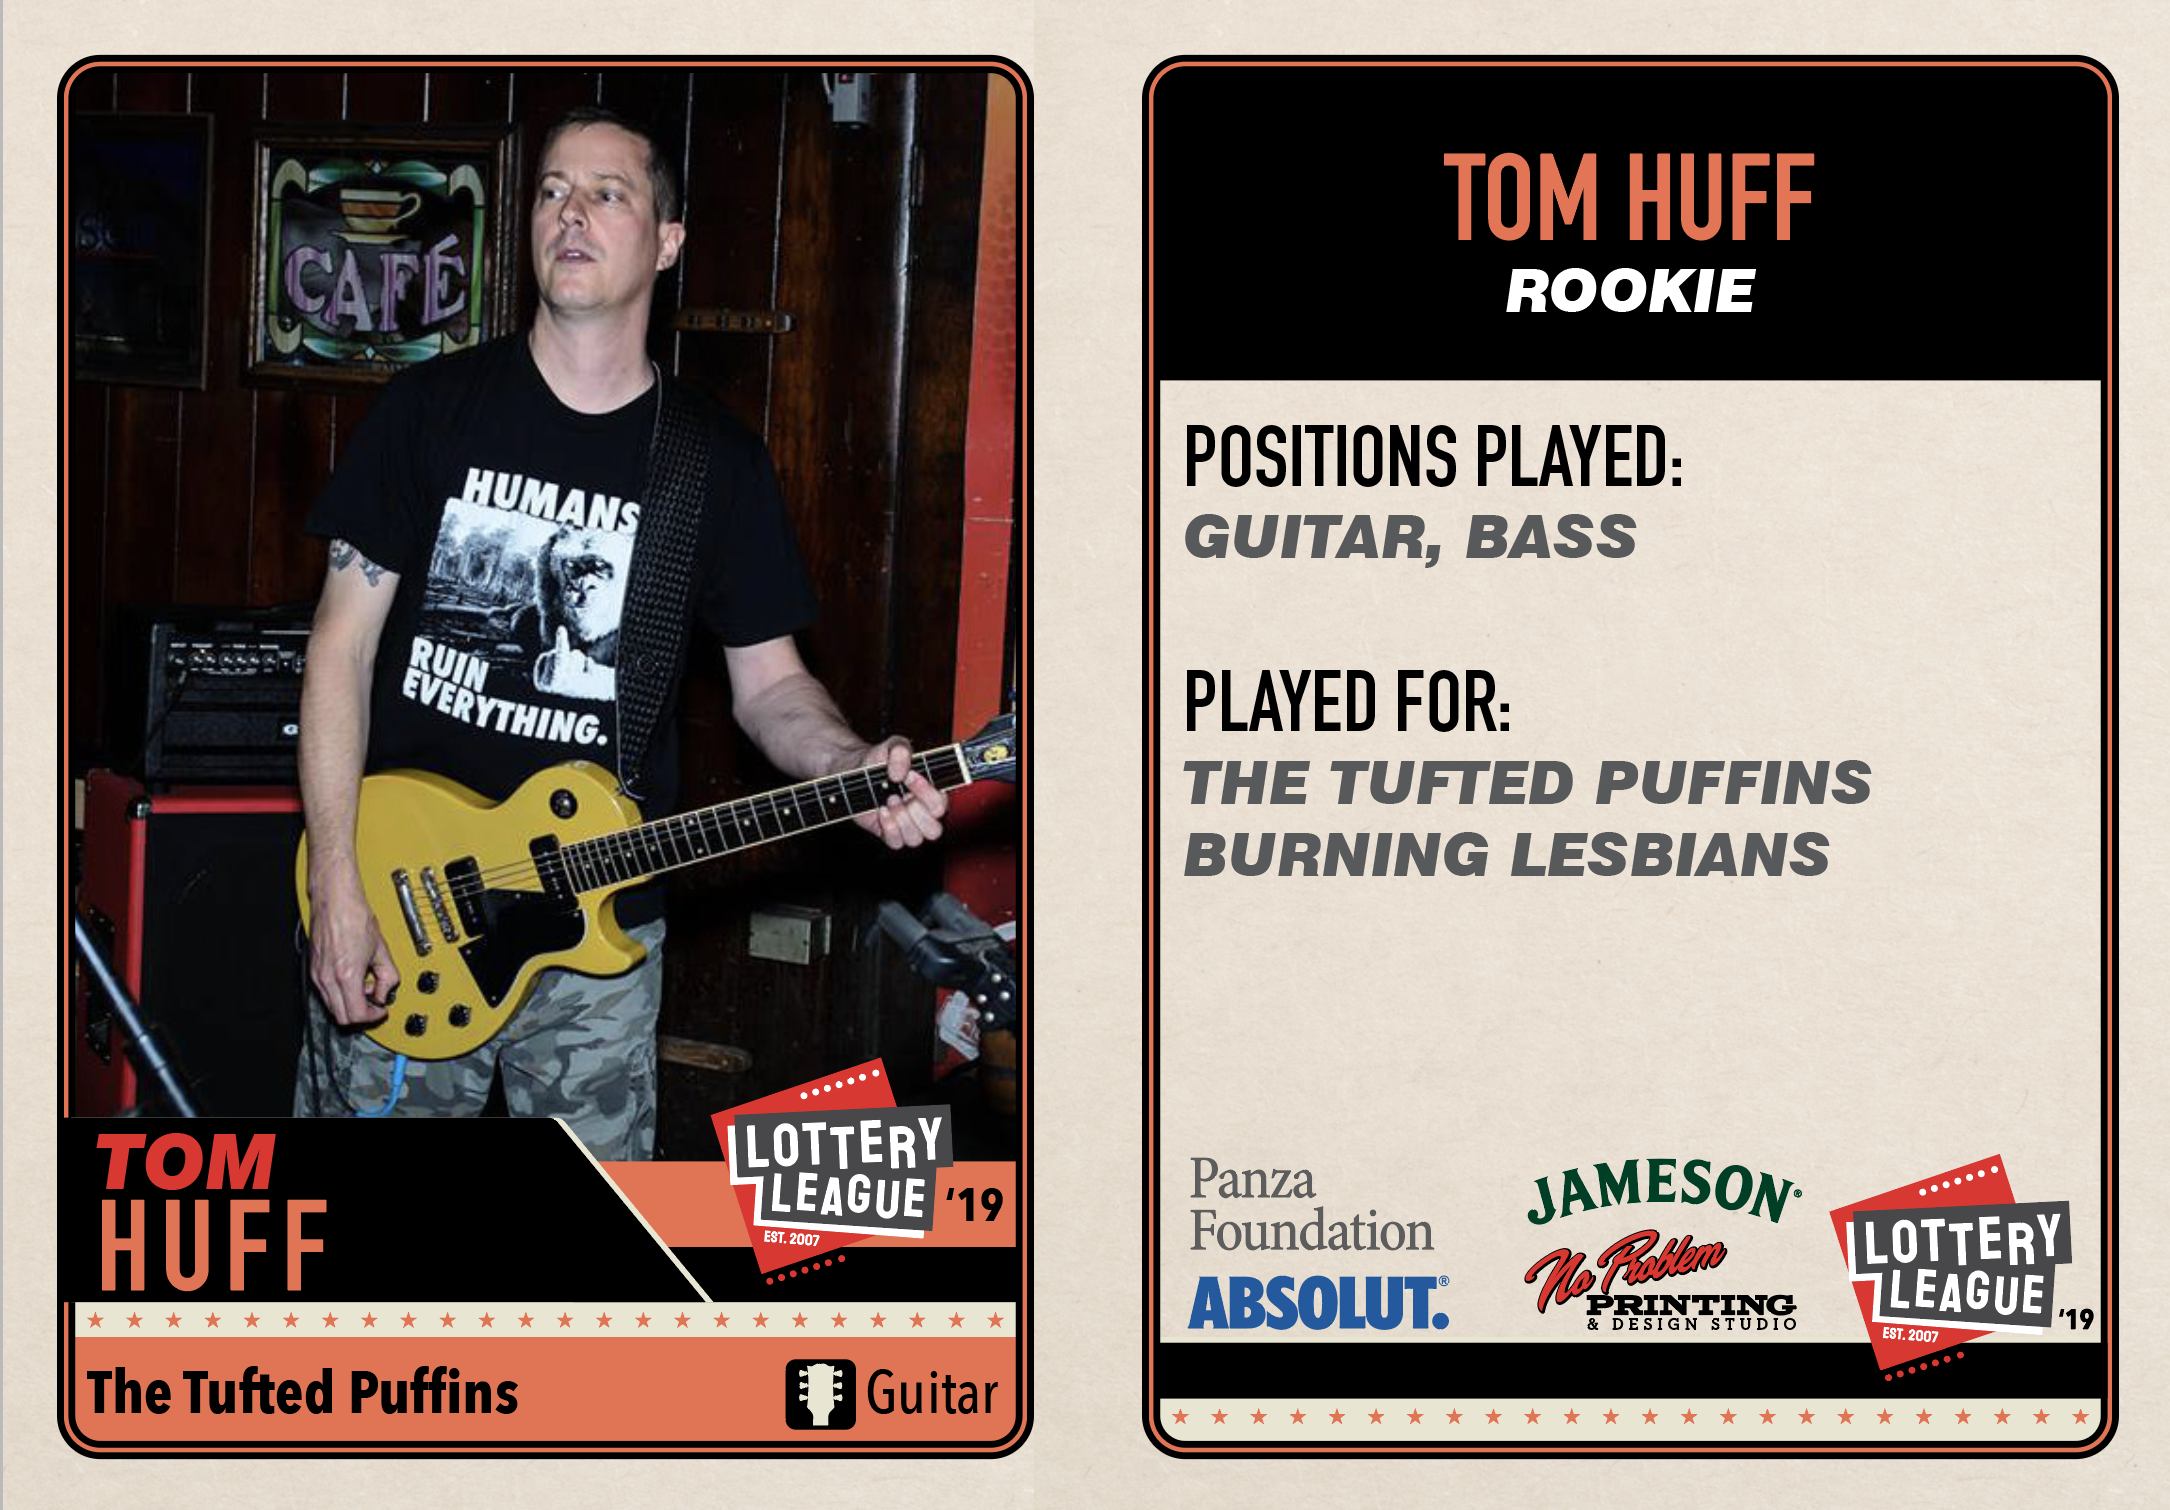 CAFÉ
HUMANS
RUIN
EVERYTHING.
TOM
HUFF
LOTTERY
LEAGUE
'19
EST. 2007
The Tufted Puffins
Guitar
TOM HUFF
ROOKIE
POSITIONS PLAYED:
GUITAR, BASS
PLAYED FOR:
THE TUFTED PUFFINS
BURNING LESBIANS
Panza
Foundation
ABSOLUT.®
JAMESON®
No Problem
PRINTING
& DESIGN STUDIO
LOTTERY
LEAGUE
'19
EST. 2007